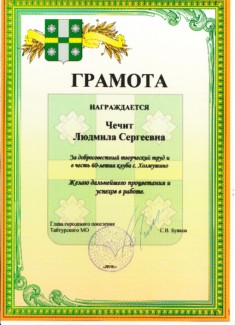 ГРАМОТА
НАГРАЖДАЕТСЯ
Чечит
Людмила Сергеевна
За добросовестный творческий труд и
в честь 60-летия клуба с. Холмушино
Желаю дальнейшего процветания и
успехов в работе.
Глава городского поселения
Тайтурского МО
С.В. Буяков